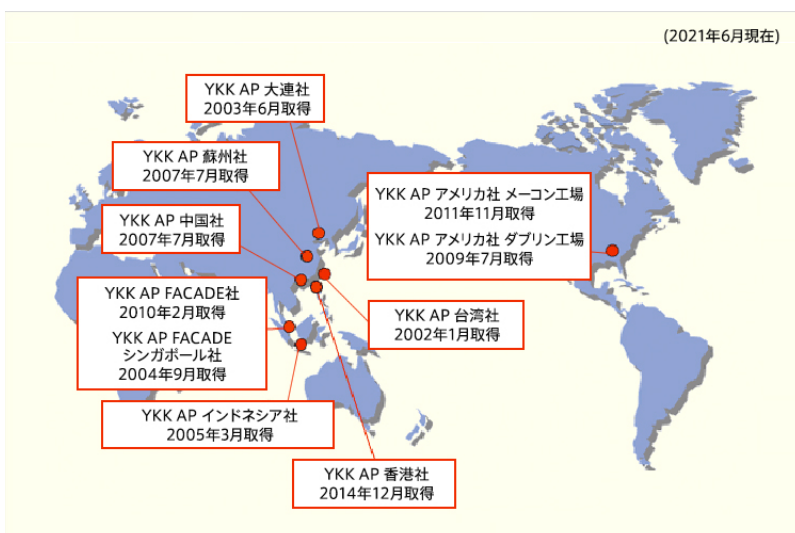 (2021年6月現在)
YKK AP 大連社
2003年6月取得
YKK AP 蘇州社
2007年7月取得
YKK AP 中国社
2007年7月取得
YKK AP アメリカ社 メーコン工場
2011年11月取得
YKK AP アメリカ社 ダブリン工場
2009年7月取得
YKK AP FACADE社
2010年2月取得
YKK AP FACADE
シンガポール社
2004年9月取得
YKK AP 台湾社
2002年1月取得
YKK AP インドネシア社
2005年3月取得
YKK AP 香港社
2014年12月取得